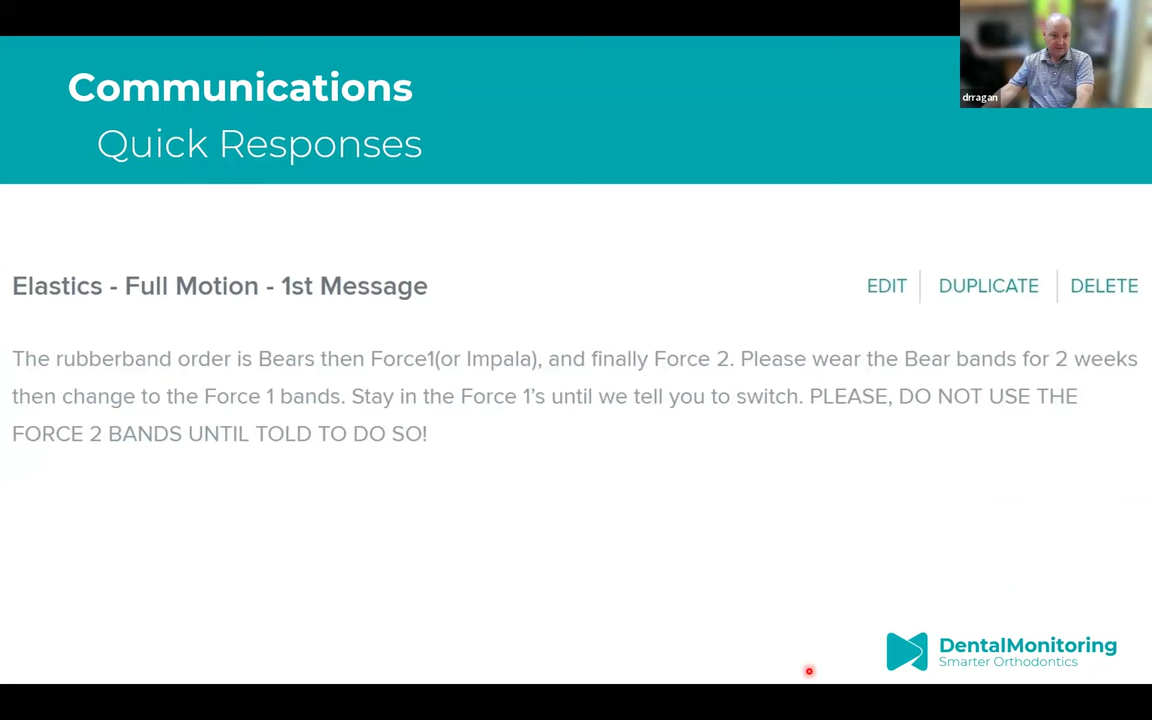 Communications
Quick Responses
drragan
Elastics - Full Motion - 1st Message
EDIT
DUPLICATE
DELETE
The rubberband order is Bears then Force1(or Impala), and finally Force 2. Please wear the Bear bands for 2 weeks
then change to the Force 1 bands. Stay in the Force 1’s until we tell you to switch. PLEASE, DO NOT USE THE
FORCE 2 BANDS UNTIL TOLD TO DO SO!
DentalMonitoring
Smarter Orthodontics